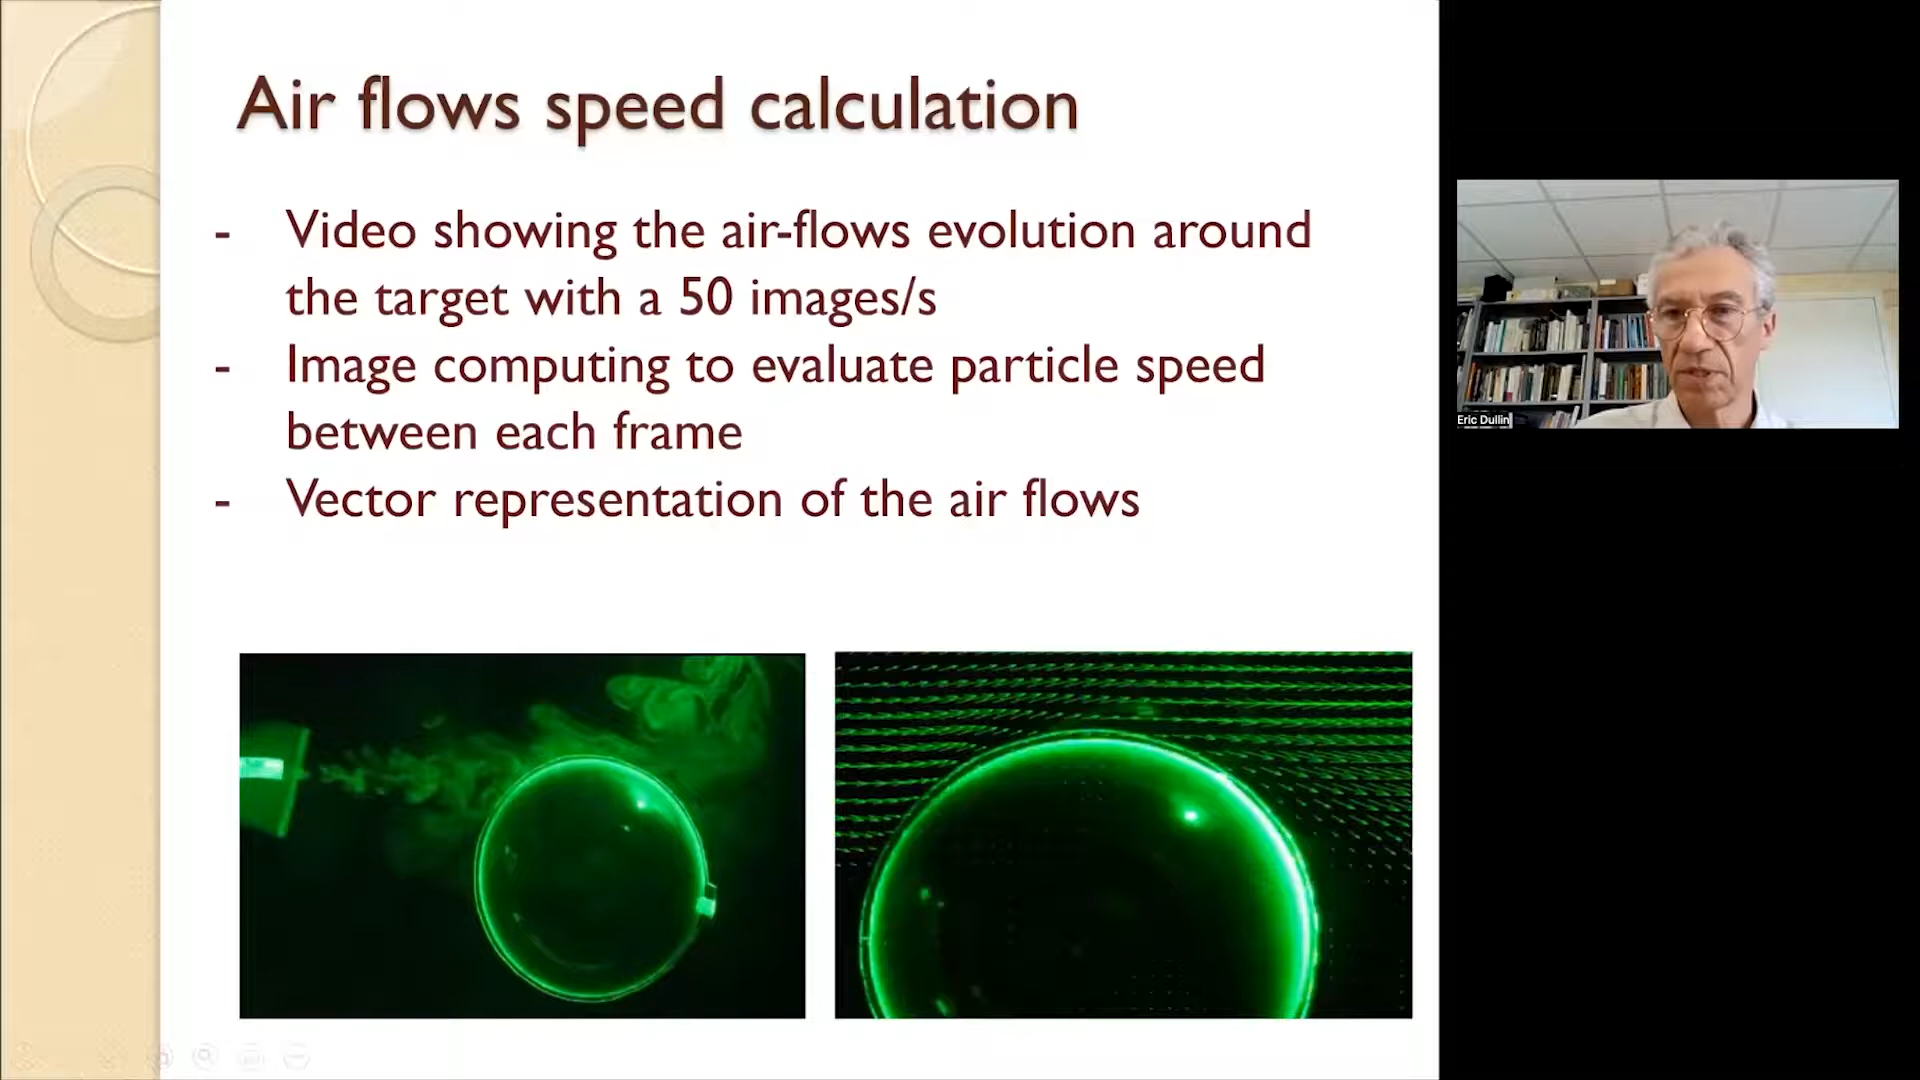 Air flows speed calculation
- Video showing the air-flows evolution around
the target with a 50 images/s
- Image computing to evaluate particle speed
between each frame
- Vector representation of the air flows
Eric Dullin